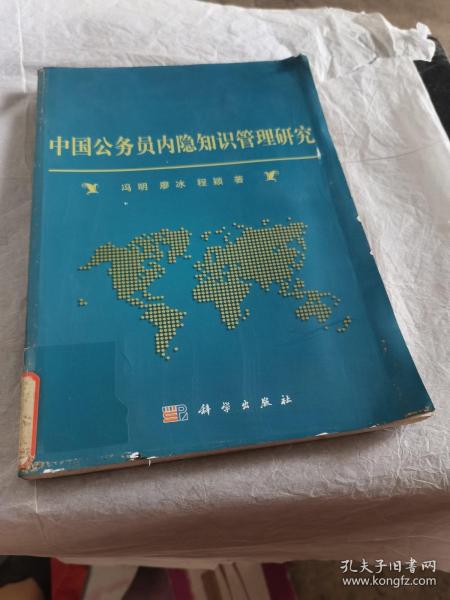 中国公务员内隐知识管理研究
冯明 廖冰 程颖 著
科学出版社
孔夫子旧书网
www.kongfz.com